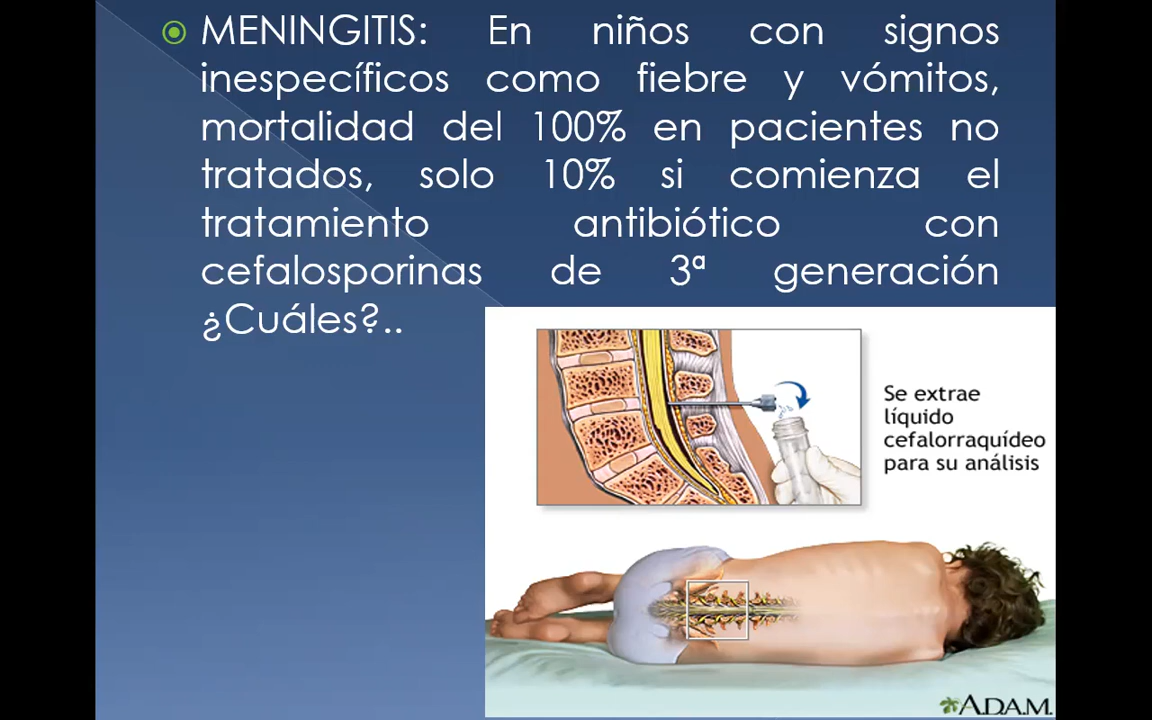 MENINGITIS: En niños con signos
inespecíficos como fiebre y vómitos,
mortalidad del 100% en pacientes no
tratados, solo 10% si comienza el
tratamiento antibiótico con
cefalosporinas de 3ª generación
¿Cuáles?..
Se extrae
líquido
cefalorraquídeo
para su análisis
A.D.A.M.